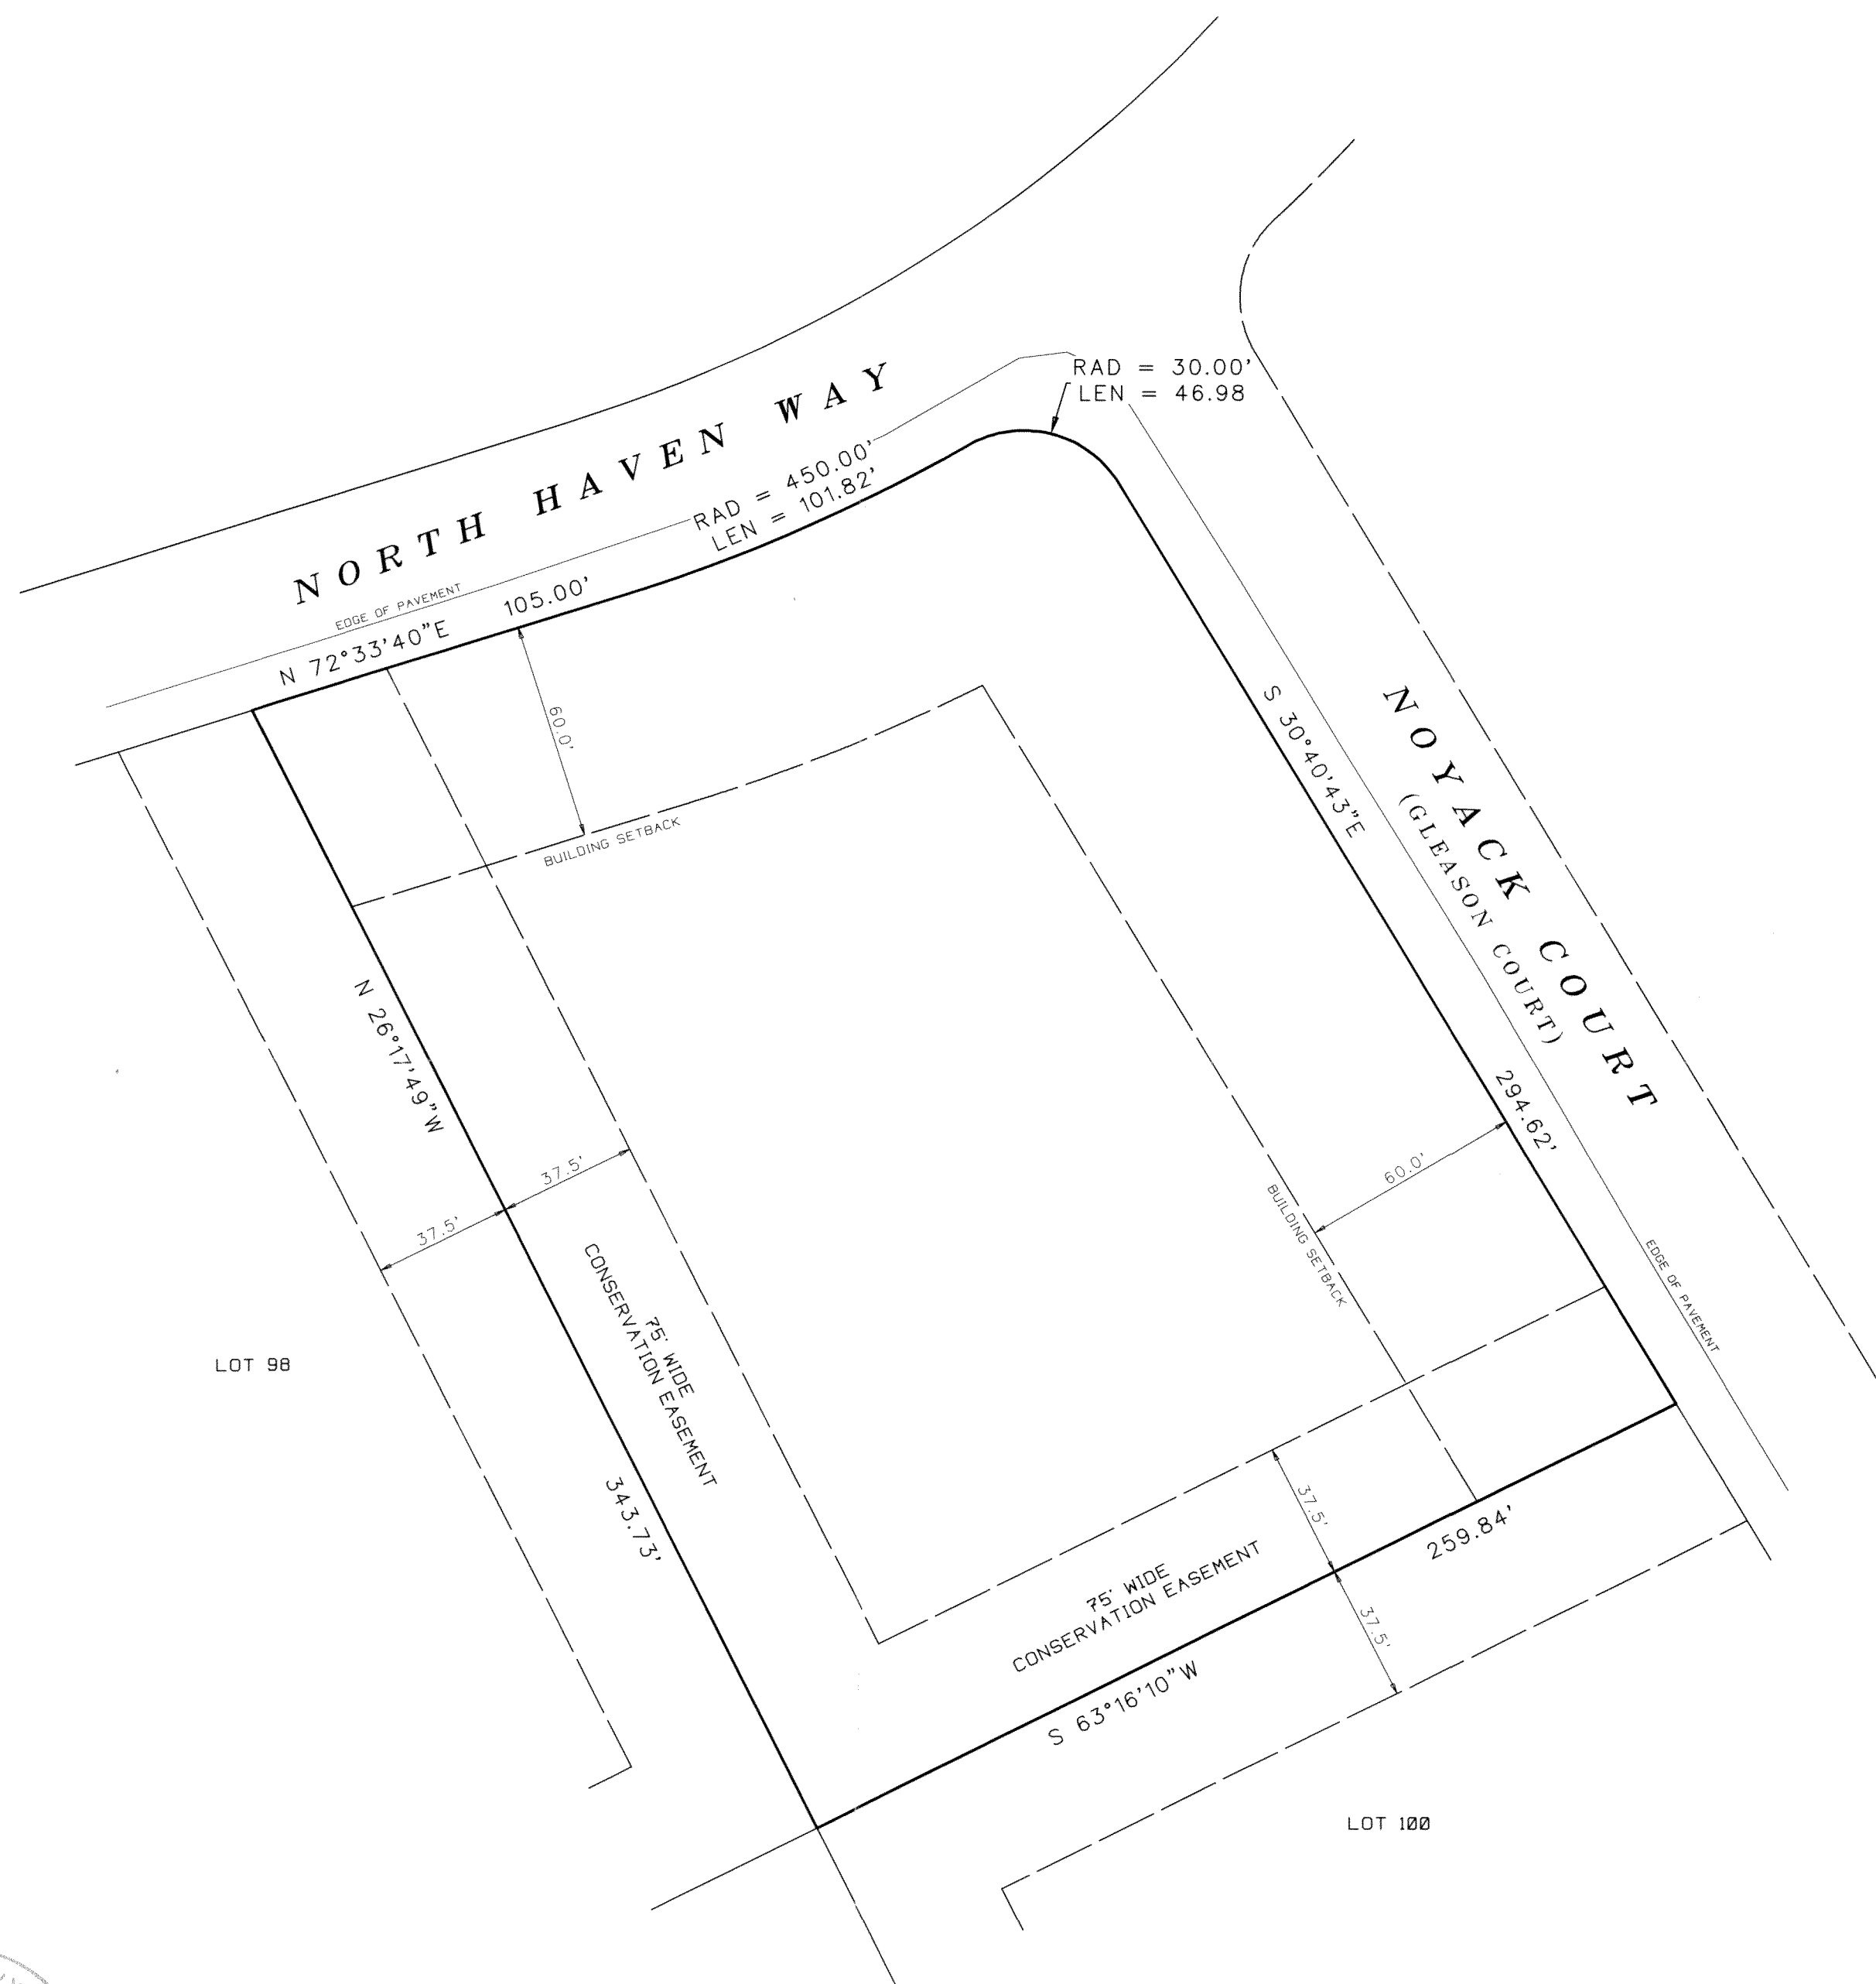 NORTH HAVEN WAY
RAD = 30.00'
LEN = 46.98
RAD = 450.00'
LEN = 101.82'
EDGE OF PAVEMENT
105.00'
N 72°33'40"E
60.0'
BUILDING SETBACK
S 30°40'43"E
NOYACK COURT
(GLEASON COURT)
294.62'
60.0'
BUILDING SETBACK
EDGE OF PAVEMENT
N 26°17'49"W
37.5'
37.5'
75' WIDE
CONSERVATION EASEMENT
LOT 98
343.73'
37.5'
259.84'
75' WIDE
CONSERVATION EASEMENT
37.5'
S 63°16'10"W
LOT 100